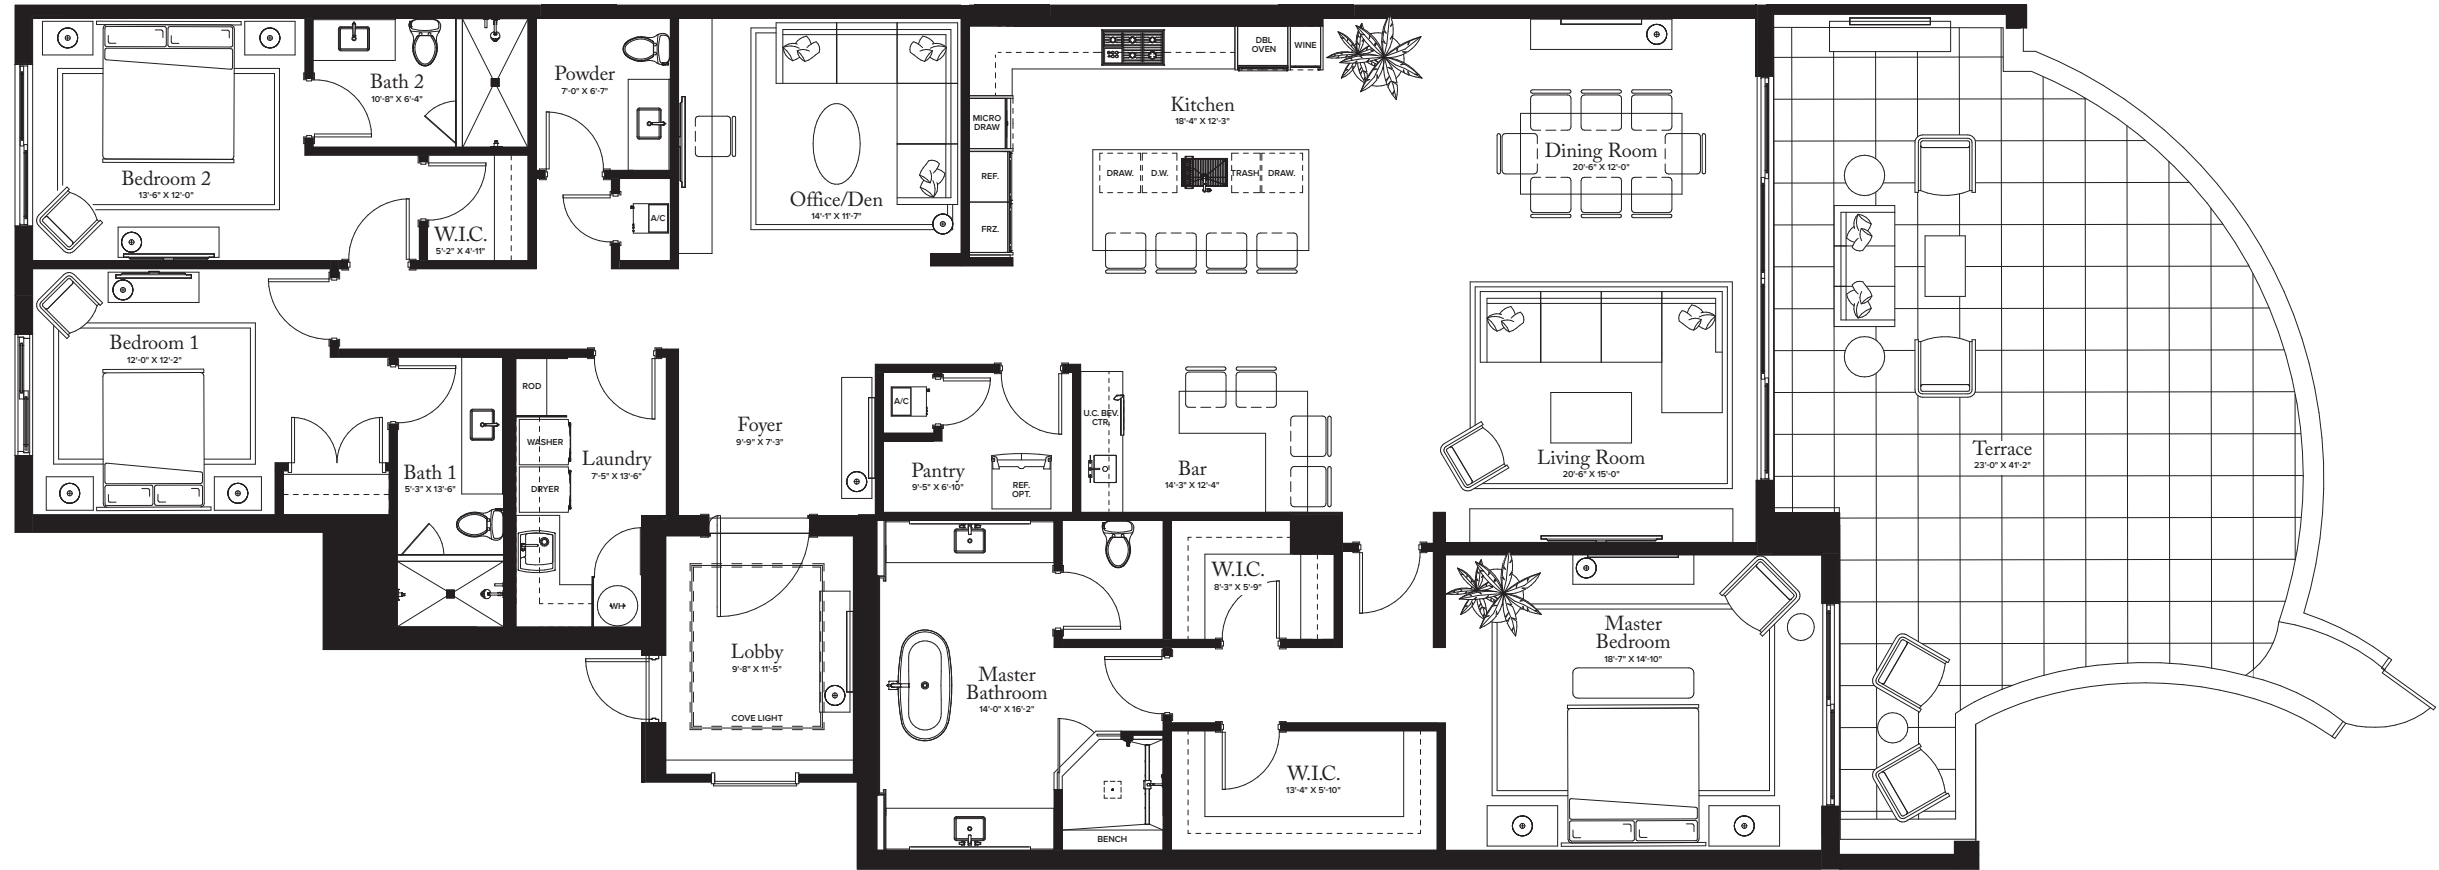 Bath 2
10'-8" X 6'-4"
Powder
7'-0" X 6'-7"
DBL
OVEN
WINE
Kitchen
18'-4" X 12'-3"
MICRO
DRAW
Bedroom 2
13'-6" X 12'-0"
Office/Den
14'-1" X 11'-7"
REF.
FRZ.
DRAW.
D.W.
TRASH
DRAW.
Dining Room
20'-6" X 12'-0"
W.I.C.
5'-2" X 4'-11"
A/C
Bedroom 1
12'-0" X 12'-2"
ROD
WASHER
DRYER
Laundry
7'-5" X 13'-6"
Bath 1
5'-3" X 13'-6"
Foyer
9'-9" X 7'-3"
A/C
Pantry
9'-5" X 6'-10"
REF.
OPT.
U.C. BEV.
CTR.
Bar
14'-3" X 12'-4"
Living Room
20'-6" X 15'-0"
Terrace
23'-0" X 41'-2"
WH
Lobby
9'-8" X 11'-5"
COVE LIGHT
Master
Bathroom
14'-0" X 16'-2"
W.I.C.
8'-3" X 5'-9"
Master
Bedroom
18'-7" X 14'-10"
W.I.C.
13'-4" X 5'-10"
BENCH